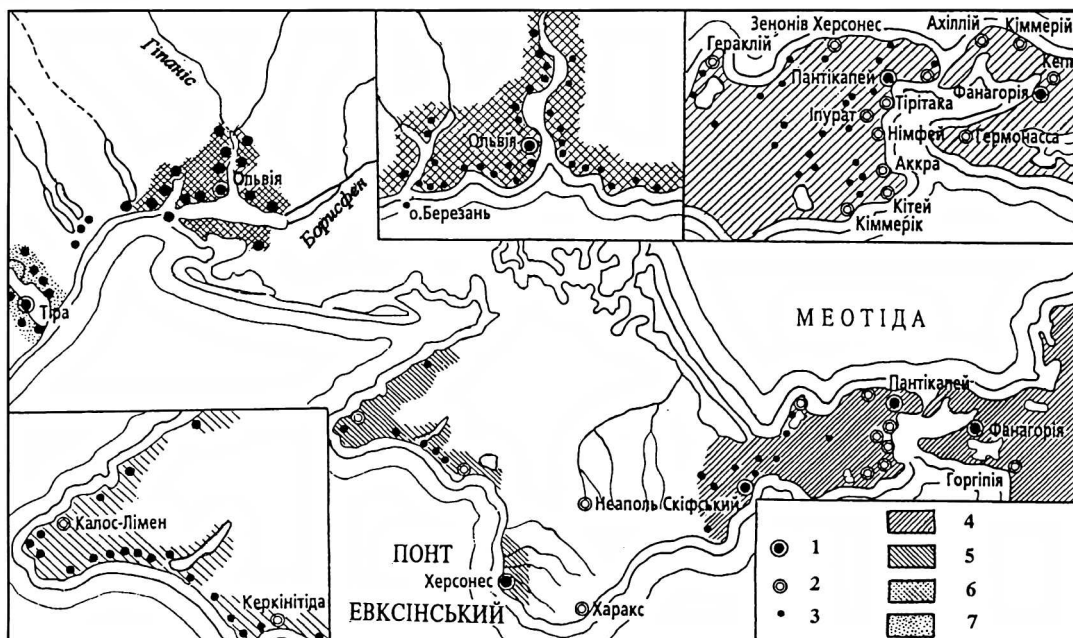 Гіпаніс
Ольвія
Борисфен
Тіра
Ольвія
о.Березань
Зенонів Херсонес
Ахіллій
Кіммерій
Гераклій
Пантікапей
Кепи
Фанагорія
Тірітака
Іпурат
Німфей
Гермонасса
Аккра
Кітей
Кіммерік
МЕОТІДА
Пантікапей
Фанагорія
Горгіпія
Неаполь Скіфський
ПОНТ
Херсонес
ЕВКСІНСЬКИЙ
Харакс
Калос-Лімен
Керкінітіда
1
2
3
4
5
6
7